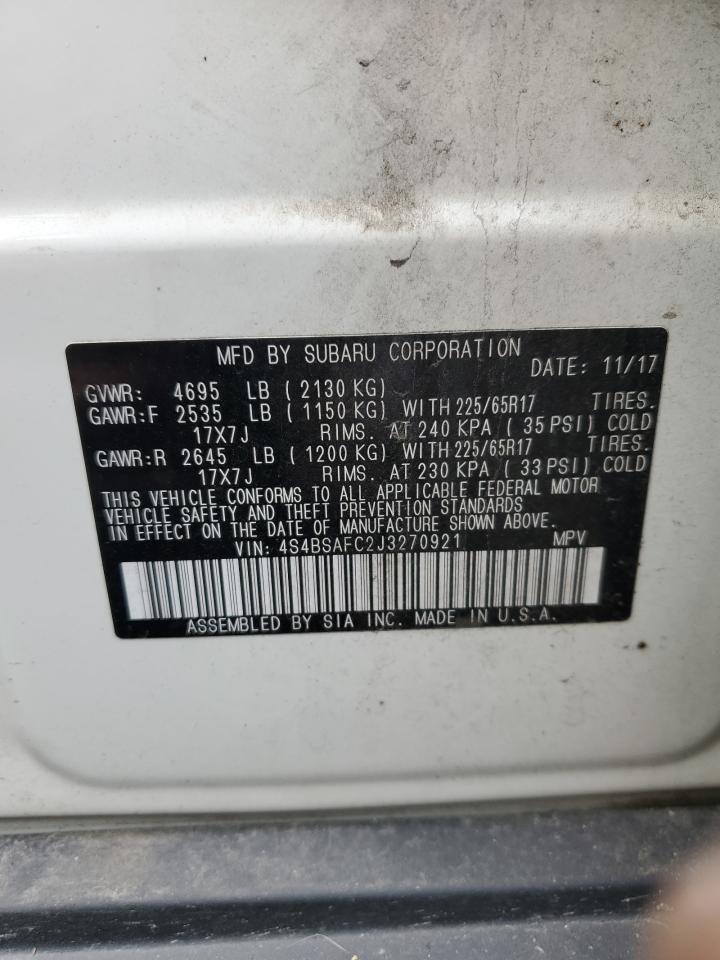 MFD BY SUBARU CORPORATION DATE: 11/17
GVWR: 4695 LB ( 2130 KG)
GAWR:F 2535 LB ( 1150 KG) WITH 225/65R17 TIRES.
17X7J RIMS. AT 240 KPA ( 35 PSI) COLD
GAWR:R 2645 LB ( 1200 KG) WITH 225/65R17 TIRES.
17X7J RIMS. AT 230 KPA ( 33 PSI) COLD
THIS VEHICLE CONFORMS TO ALL APPLICABLE FEDERAL MOTOR
VEHICLE SAFETY AND THEFT PREVENTION STANDARDS
IN EFFECT ON THE DATE OF MANUFACTURE SHOWN ABOVE.
VIN: 4S4BSAFC2J3270921 MPV
ASSEMBLED BY SIA INC. MADE IN U.S.A.